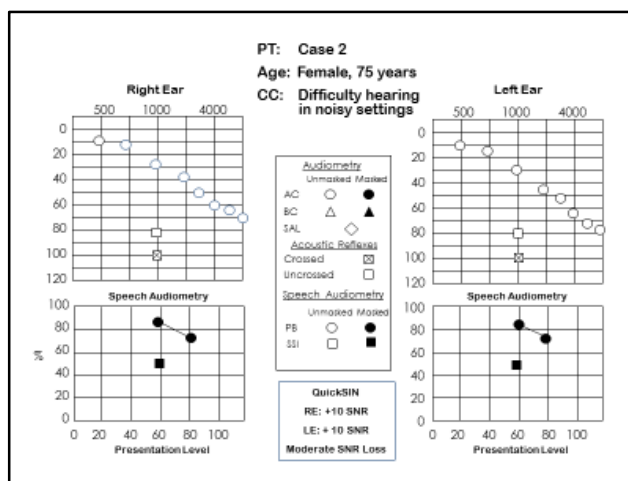 PT: Case 2
Age: Female, 75 years
CC: Difficulty hearing
in noisy settings
Right Ear
500 1000 4000
0
20
40
60
80
100
120
Speech Audiometry
100
80
60
40
20
0
%
0 20 40 60 80 100
Presentation Level
Audiometry
Unmasked Masked
AC
BC
SAL
Acoustic Reflexes
Crossed
Uncrossed
Speech Audiometry
Unmasked Masked
PB
SSI
QuickSIN
RE: +10 SNR
LE: + 10 SNR
Moderate SNR Loss
Left Ear
500 1000 4000
0
20
40
60
80
100
120
Speech Audiometry
100
80
60
40
20
0
0 20 40 60 80 100
Presentation Level